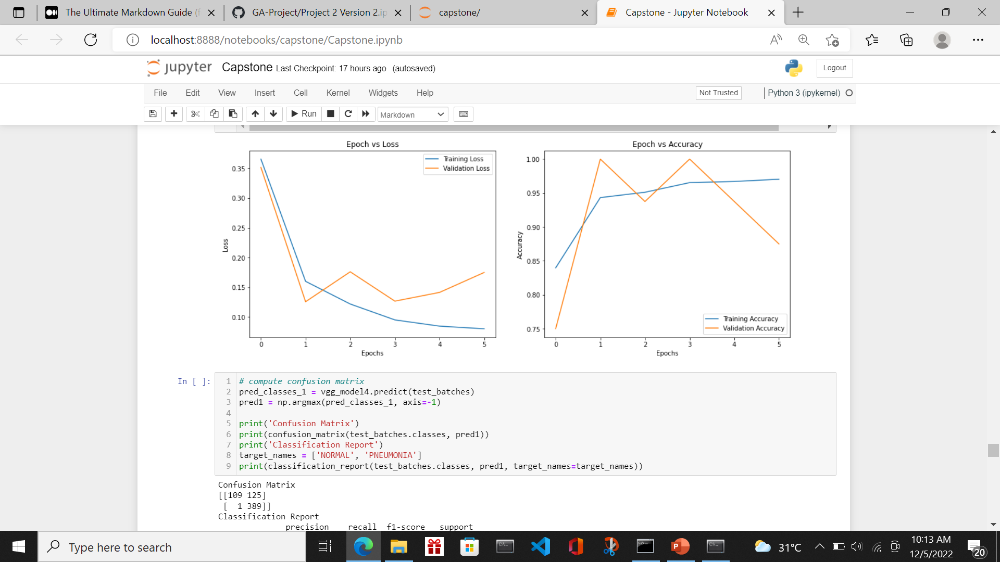 The Ultimate Markdown Guide (f
GA-Project/Project 2 Version 2.ip
capstone/
Capstone - Jupyter Notebook
localhost:8888/notebooks/capstone/Capstone.ipynb
jupyter Capstone Last Checkpoint: 17 hours ago (autosaved)
Logout
File Edit View Insert Cell Kernel Widgets Help
Not Trusted
Python 3 (ipykernel)
Run
Markdown
Epoch vs Loss
Training Loss
Validation Loss
0.35
0.30
0.25
0.20
0.15
0.10
Loss
0 1 2 3 4 5
Epochs
Epoch vs Accuracy
1.00
0.95
0.90
0.85
0.80
0.75
Accuracy
Training Accuracy
Validation Accuracy
0 1 2 3 4 5
Epochs
In [ ]:
1 # compute confusion matrix
2 pred_classes_1 = vgg_model4.predict(test_batches)
3 pred1 = np.argmax(pred_classes_1, axis=-1)
4
5 print('Confusion Matrix')
6 print(confusion_matrix(test_batches.classes, pred1))
7 print('Classification Report')
8 target_names = ['NORMAL', 'PNEUMONIA']
9 print(classification_report(test_batches.classes, pred1, target_names=target_names))
Confusion Matrix
[[109 125]
 [  1 389]]
Classification Report
precision recall f1-score support
Type here to search
31°C
10:13 AM
12/5/2022
20